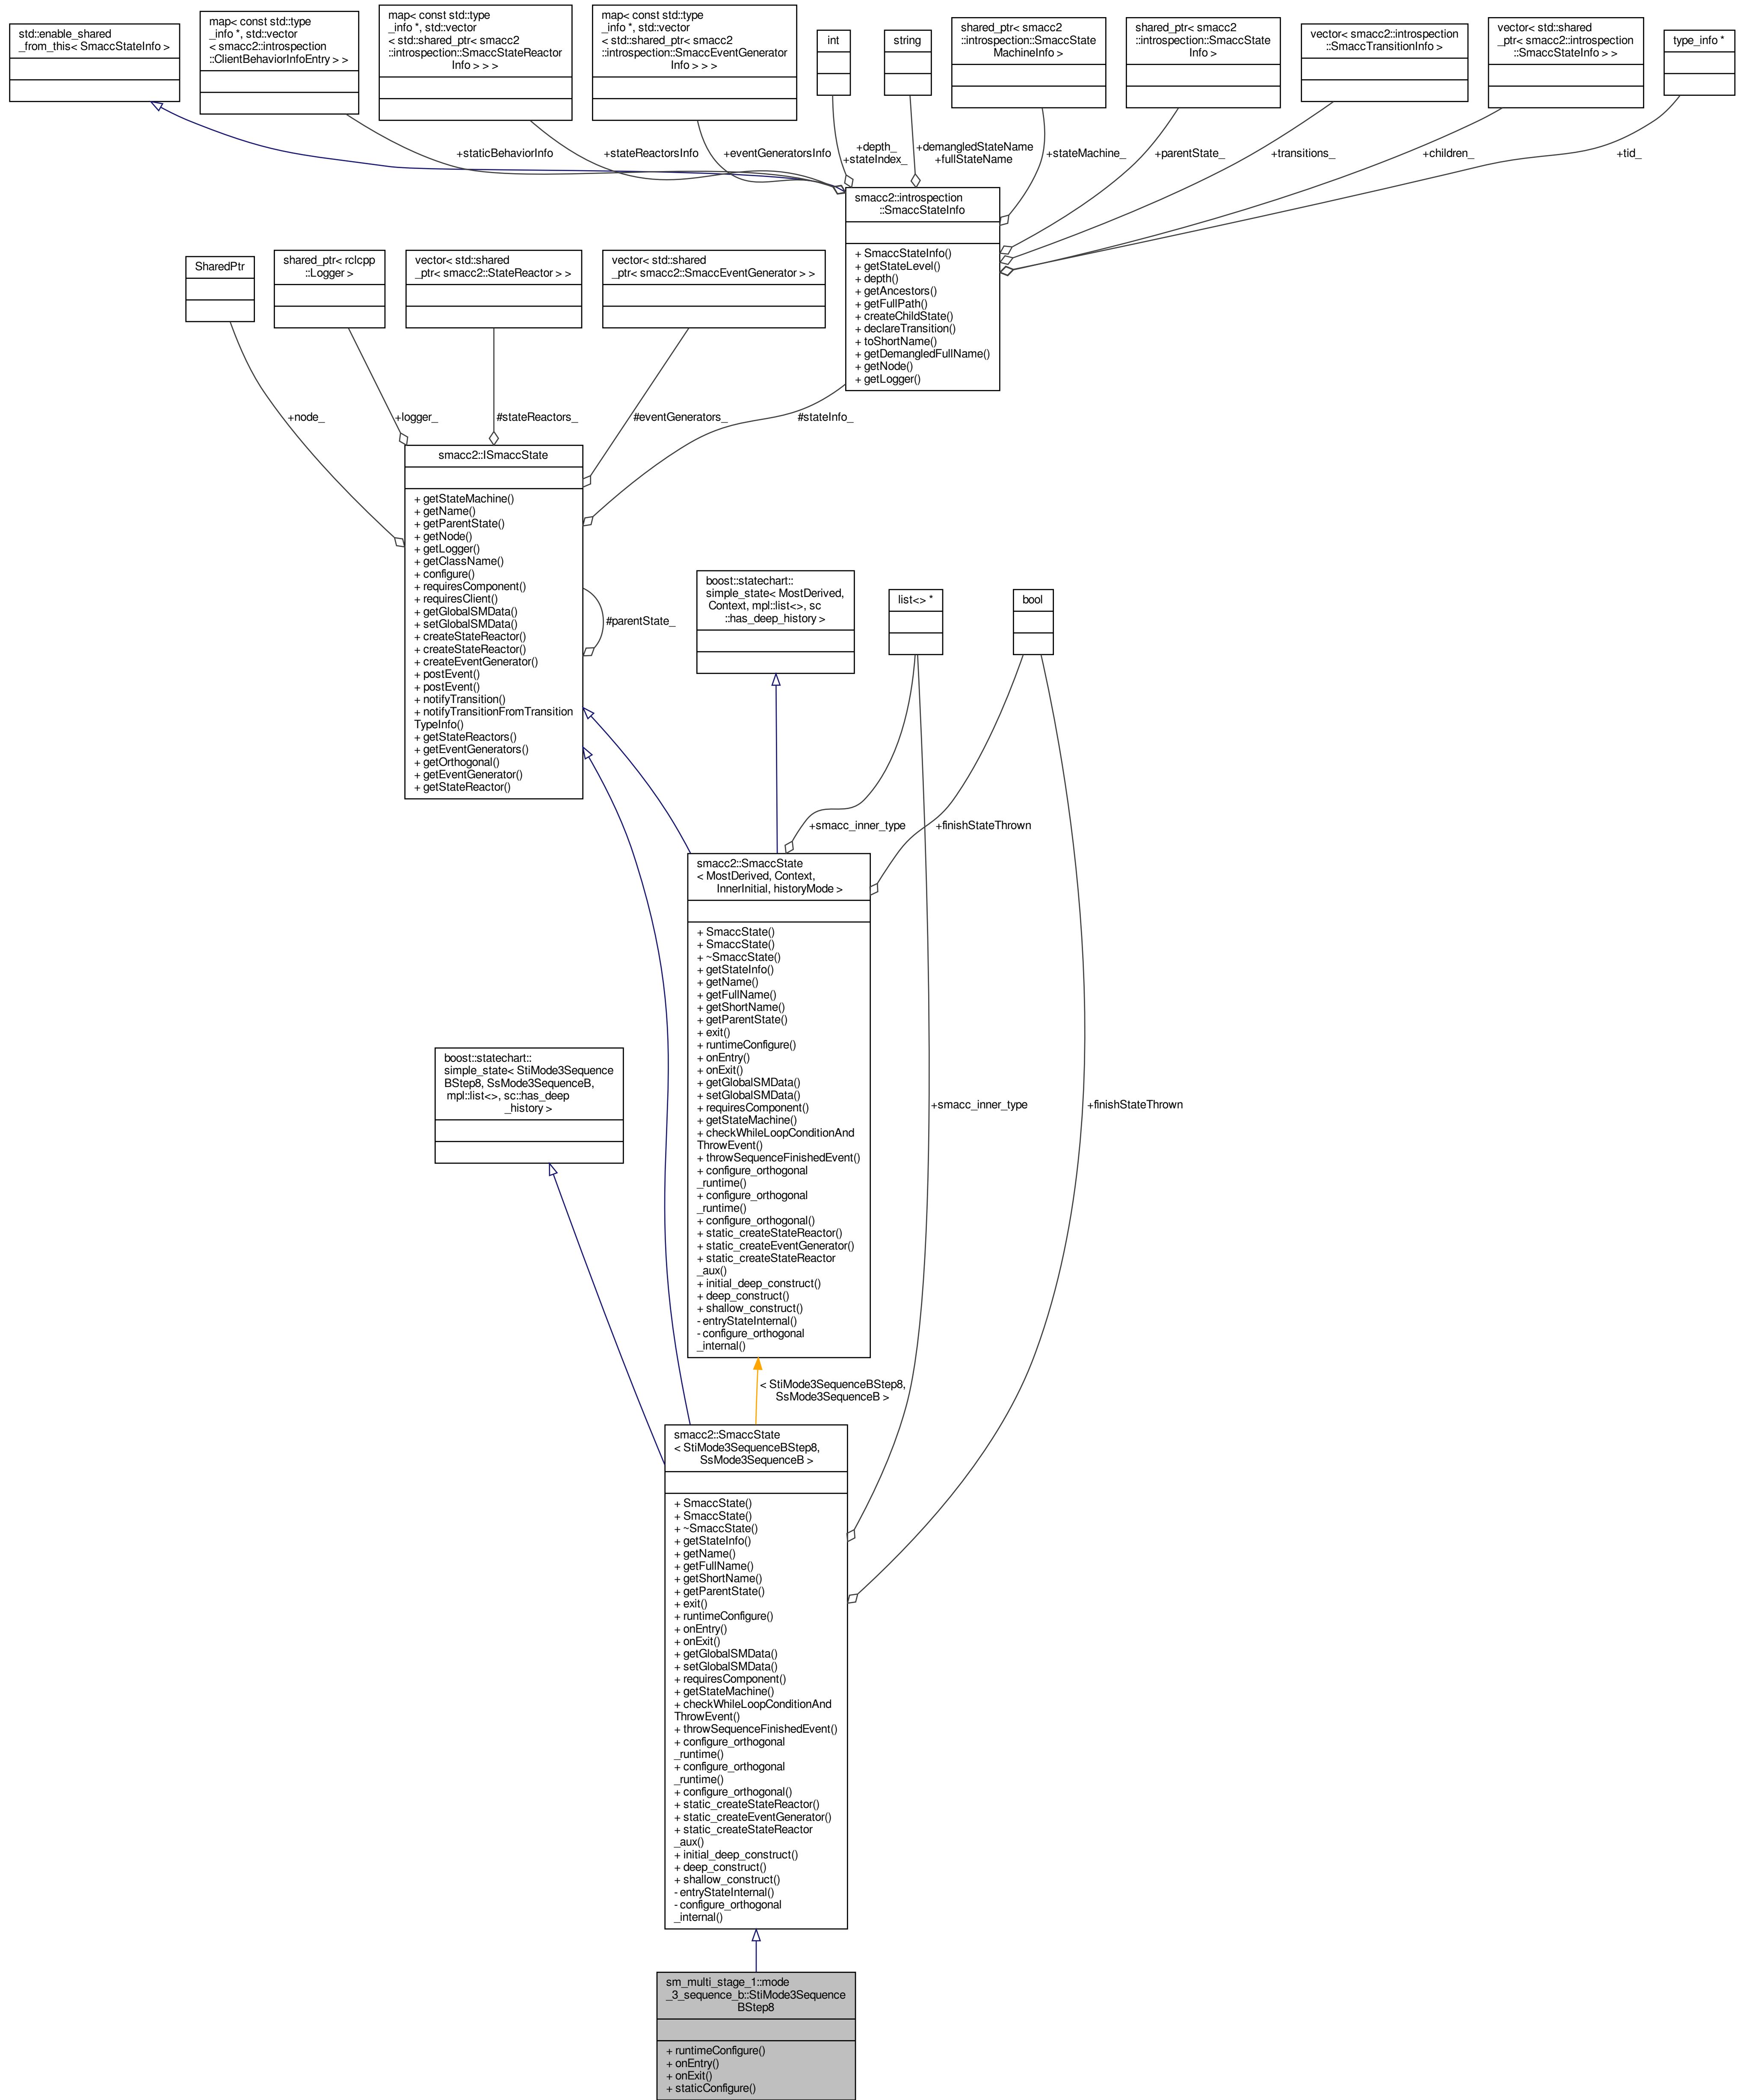 std::enable_shared
_from_this< SmaccStateInfo >
map< const std::type
_info *, std::vector
< smacc2::introspection
::ClientBehaviorInfoEntry > >
map< const std::type
_info *, std::vector
< std::shared_ptr< smacc2
::introspection::SmaccStateReactor
Info > > >
map< const std::type
_info *, std::vector
< std::shared_ptr< smacc2
::introspection::SmaccEventGenerator
Info > > >
int
string
shared_ptr< smacc2
::introspection::SmaccState
MachineInfo >
shared_ptr< smacc2
::introspection::SmaccState
Info >
vector< smacc2::introspection
::SmaccTransitionInfo >
vector< std::shared
_ptr< smacc2::introspection
::SmaccStateInfo > >
type_info *
+staticBehaviorInfo
+stateReactorsInfo
+eventGeneratorsInfo
+depth_
+stateIndex_
+demangledStateName
+fullStateName
+stateMachine_
+parentState_
+transitions_
+children_
+tid_
smacc2::introspection
::SmaccStateInfo
+ SmaccStateInfo()
+ getStateLevel()
+ depth()
+ getAncestors()
+ getFullPath()
+ createChildState()
+ declareTransition()
+ toShortName()
+ getDemangledFullName()
+ getNode()
+ getLogger()
SharedPtr
shared_ptr< rclcpp
::Logger >
vector< std::shared
_ptr< smacc2::StateReactor > >
vector< std::shared
_ptr< smacc2::SmaccEventGenerator > >
+node_
+logger_
#stateReactors_
#eventGenerators_
#stateInfo_
smacc2::ISmaccState
+ getStateMachine()
+ getName()
+ getParentState()
+ getNode()
+ getLogger()
+ getClassName()
+ configure()
+ requiresComponent()
+ requiresClient()
+ getGlobalSMData()
+ setGlobalSMData()
+ createStateReactor()
+ createStateReactor()
+ createEventGenerator()
+ postEvent()
+ postEvent()
+ notifyTransition()
+ notifyTransitionFromTransition
TypeInfo()
+ getStateReactors()
+ getEventGenerators()
+ getOrthogonal()
+ getEventGenerator()
+ getStateReactor()
#parentState_
boost::statechart::
simple_state< MostDerived,
Context, mpl::list<>, sc
::has_deep_history >
list<> *
bool
+smacc_inner_type
+finishStateThrown
smacc2::SmaccState
< MostDerived, Context,
InnerInitial, historyMode >
+ SmaccState()
+ SmaccState()
+ ~SmaccState()
+ getStateInfo()
+ getName()
+ getFullName()
+ getShortName()
+ getParentState()
+ exit()
+ runtimeConfigure()
+ onEntry()
+ onExit()
+ getGlobalSMData()
+ setGlobalSMData()
+ requiresComponent()
+ getStateMachine()
+ checkWhileLoopConditionAnd
ThrowEvent()
+ throwSequenceFinishedEvent()
+ configure_orthogonal
_runtime()
+ configure_orthogonal
_runtime()
+ configure_orthogonal()
+ static_createStateReactor()
+ static_createEventGenerator()
+ static_createStateReactor
_aux()
+ initial_deep_construct()
+ deep_construct()
+ shallow_construct()
- entryStateInternal()
- configure_orthogonal
_internal()
boost::statechart::
simple_state< StiMode3Sequence
BStep8, SsMode3SequenceB,
mpl::list<>, sc::has_deep
_history >
+smacc_inner_type
+finishStateThrown
< StiMode3SequenceBStep8,
SsMode3SequenceB >
smacc2::SmaccState
< StiMode3SequenceBStep8,
SsMode3SequenceB >
+ SmaccState()
+ SmaccState()
+ ~SmaccState()
+ getStateInfo()
+ getName()
+ getFullName()
+ getShortName()
+ getParentState()
+ exit()
+ runtimeConfigure()
+ onEntry()
+ onExit()
+ getGlobalSMData()
+ setGlobalSMData()
+ requiresComponent()
+ getStateMachine()
+ checkWhileLoopConditionAnd
ThrowEvent()
+ throwSequenceFinishedEvent()
+ configure_orthogonal
_runtime()
+ configure_orthogonal
_runtime()
+ configure_orthogonal()
+ static_createStateReactor()
+ static_createEventGenerator()
+ static_createStateReactor
_aux()
+ initial_deep_construct()
+ deep_construct()
+ shallow_construct()
- entryStateInternal()
- configure_orthogonal
_internal()
sm_multi_stage_1::mode
_3_sequence_b::StiMode3Sequence
BStep8
+ runtimeConfigure()
+ onEntry()
+ onExit()
+ staticConfigure()